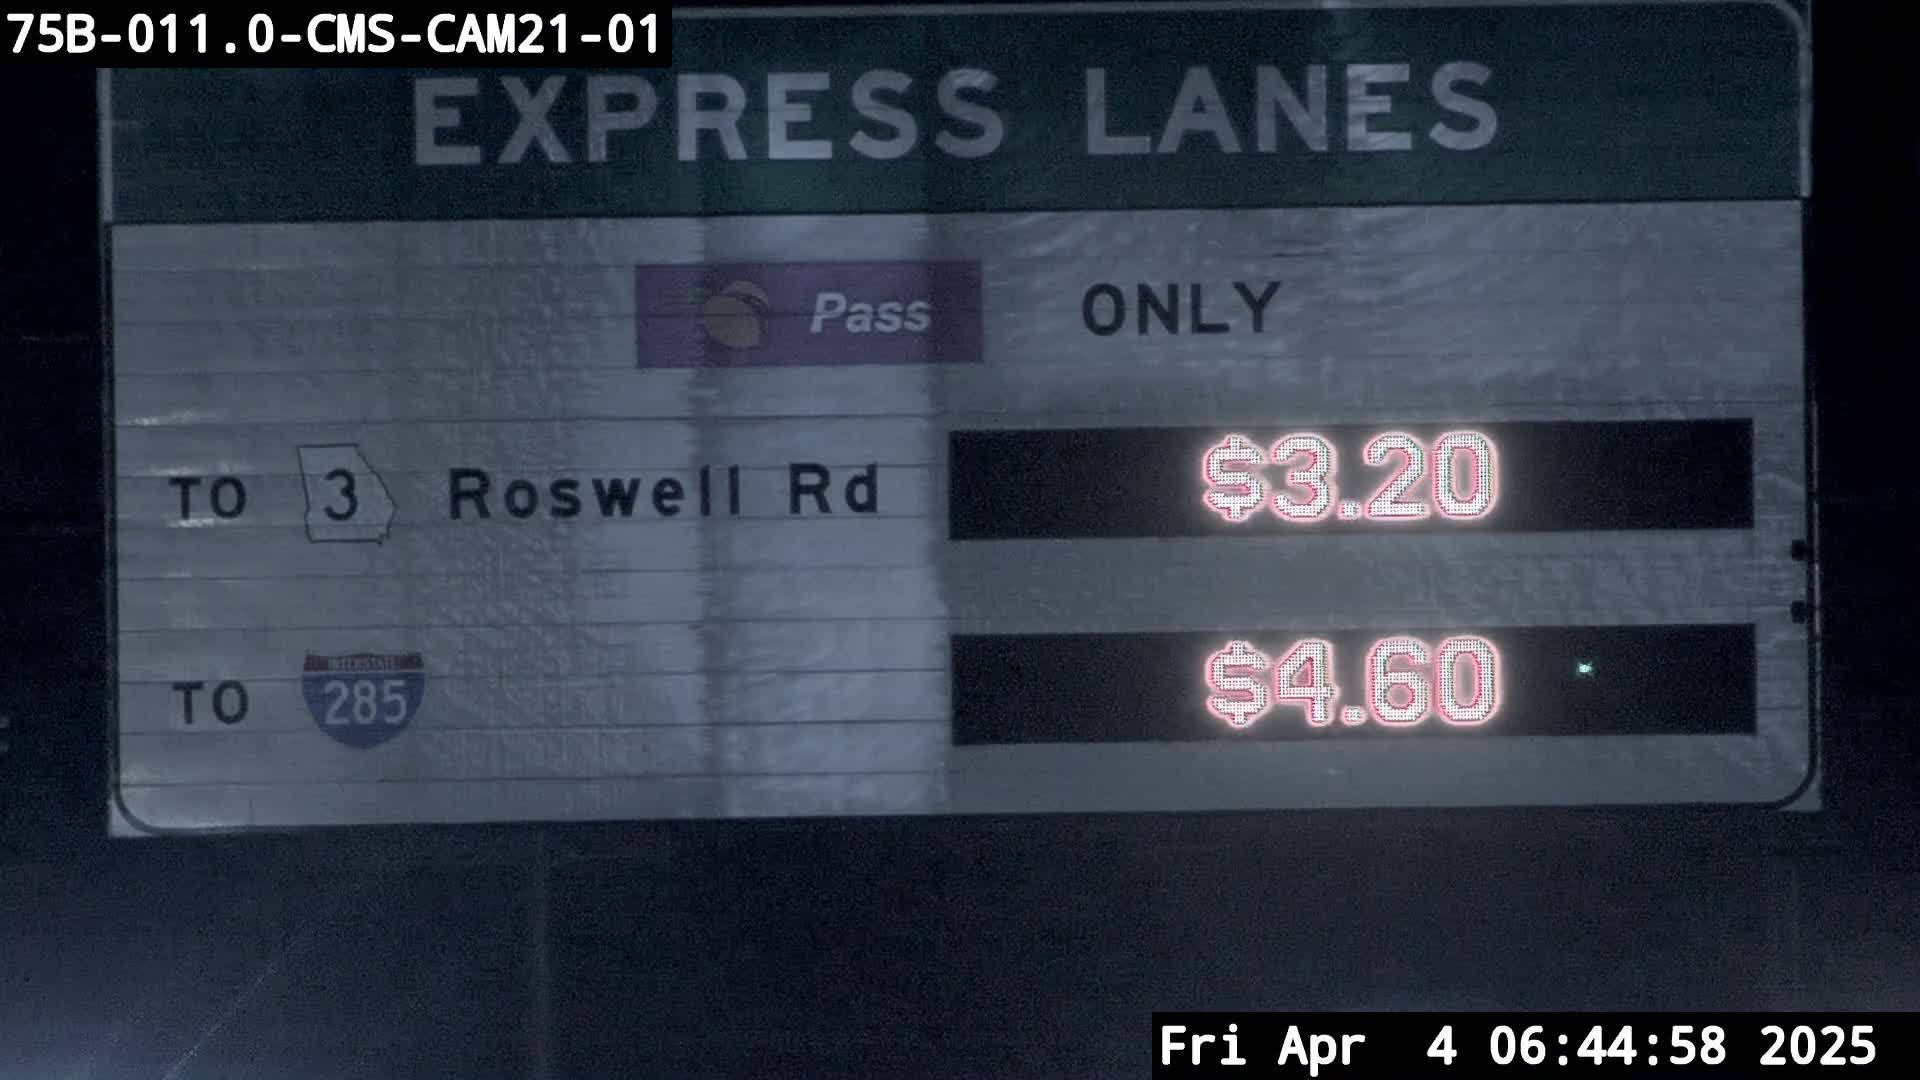 75B-011.0-CMS-CAM21-01
EXPRESS LANES
Pass ONLY
TO 3 Roswell Rd $3.20
INTERSTATE
TO 285 $4.60
Fri Apr 4 06:44:58 2025